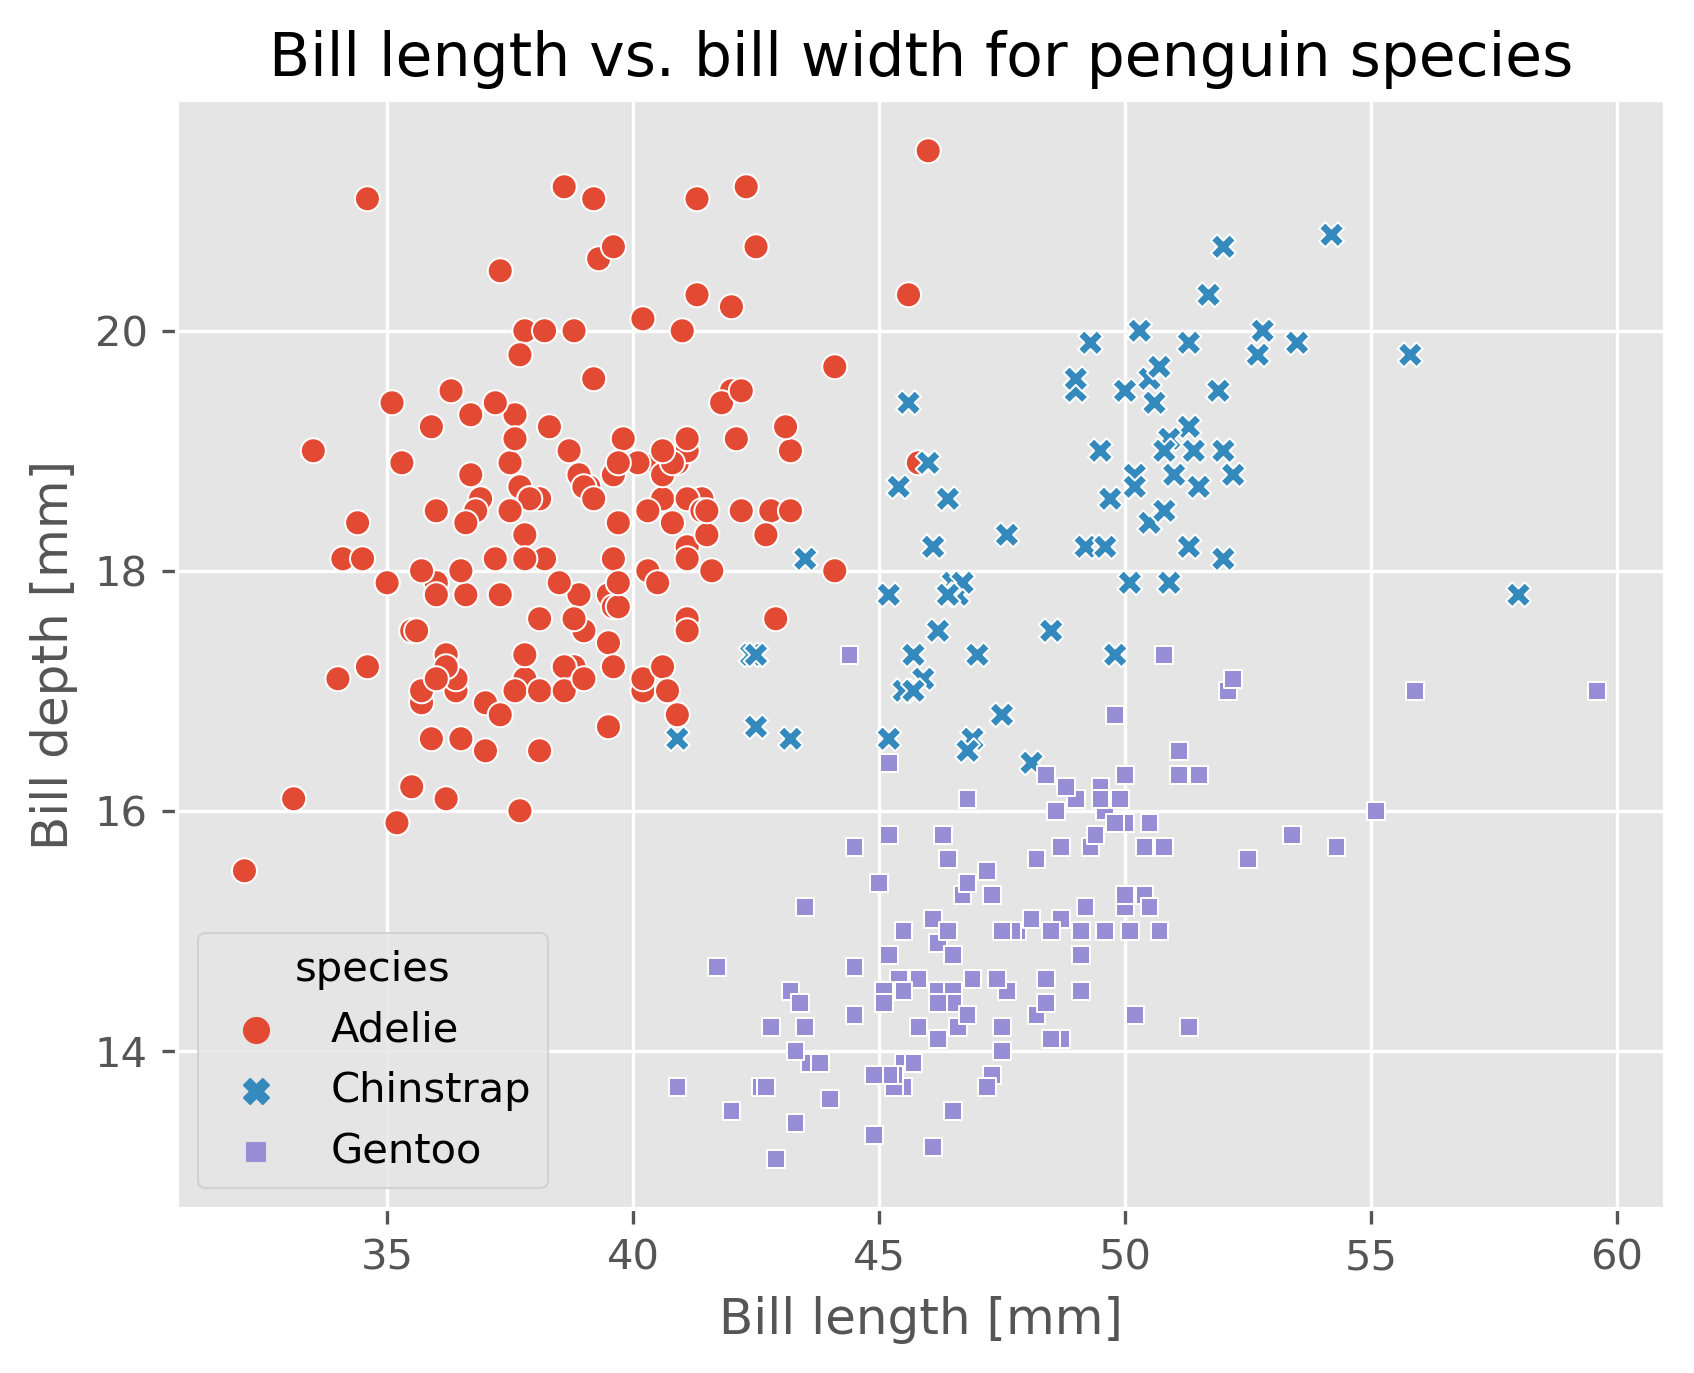 Bill length vs. bill width for penguin species
Bill depth [mm]
20
18
16
14
species
Adelie
Chinstrap
Gentoo
35 40 45 50 55 60
Bill length [mm]